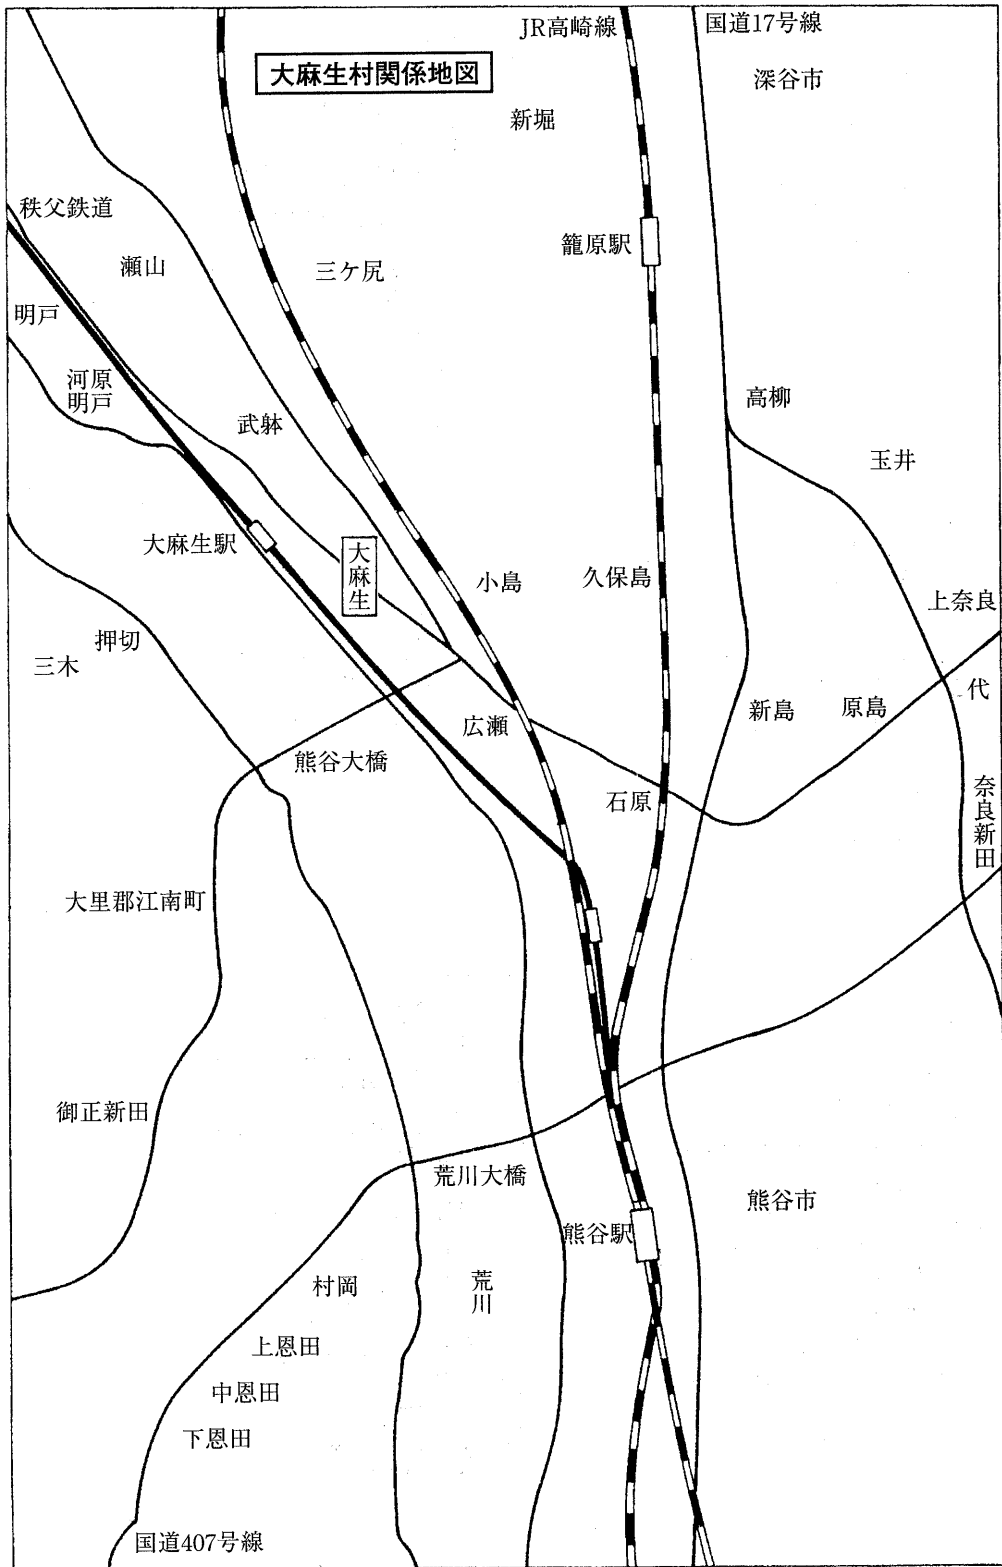 JR高崎線
国道17号線
大麻生村関係地図
深谷市
新堀
秩父鉄道
籠原駅
瀬山
三ケ尻
明戸
河原
明戸
高柳
武躰
玉井
大麻生駅
大麻生
小島
久保島
上奈良
押切
三木
代
新島
原島
広瀬
熊谷大橋
石原
奈良新田
大里郡江南町
御正新田
荒川大橋
熊谷市
熊谷駅
村岡
荒川
上恩田
中恩田
下恩田
国道407号線